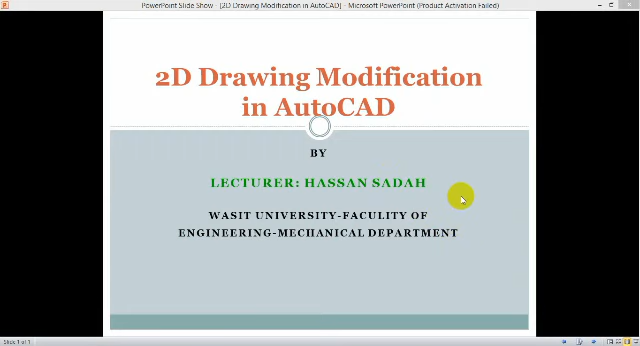 PowerPoint Slide Show - [2D Drawing Modification in AutoCAD] - Microsoft PowerPoint (Product Activation Failed)
2D Drawing Modification
in AutoCAD
BY
LECTURER: HASSAN SADAH
WASIT UNIVERSITY-FACULITY OF
ENGINEERING-MECHANICAL DEPARTMENT
Slide 1 of 1